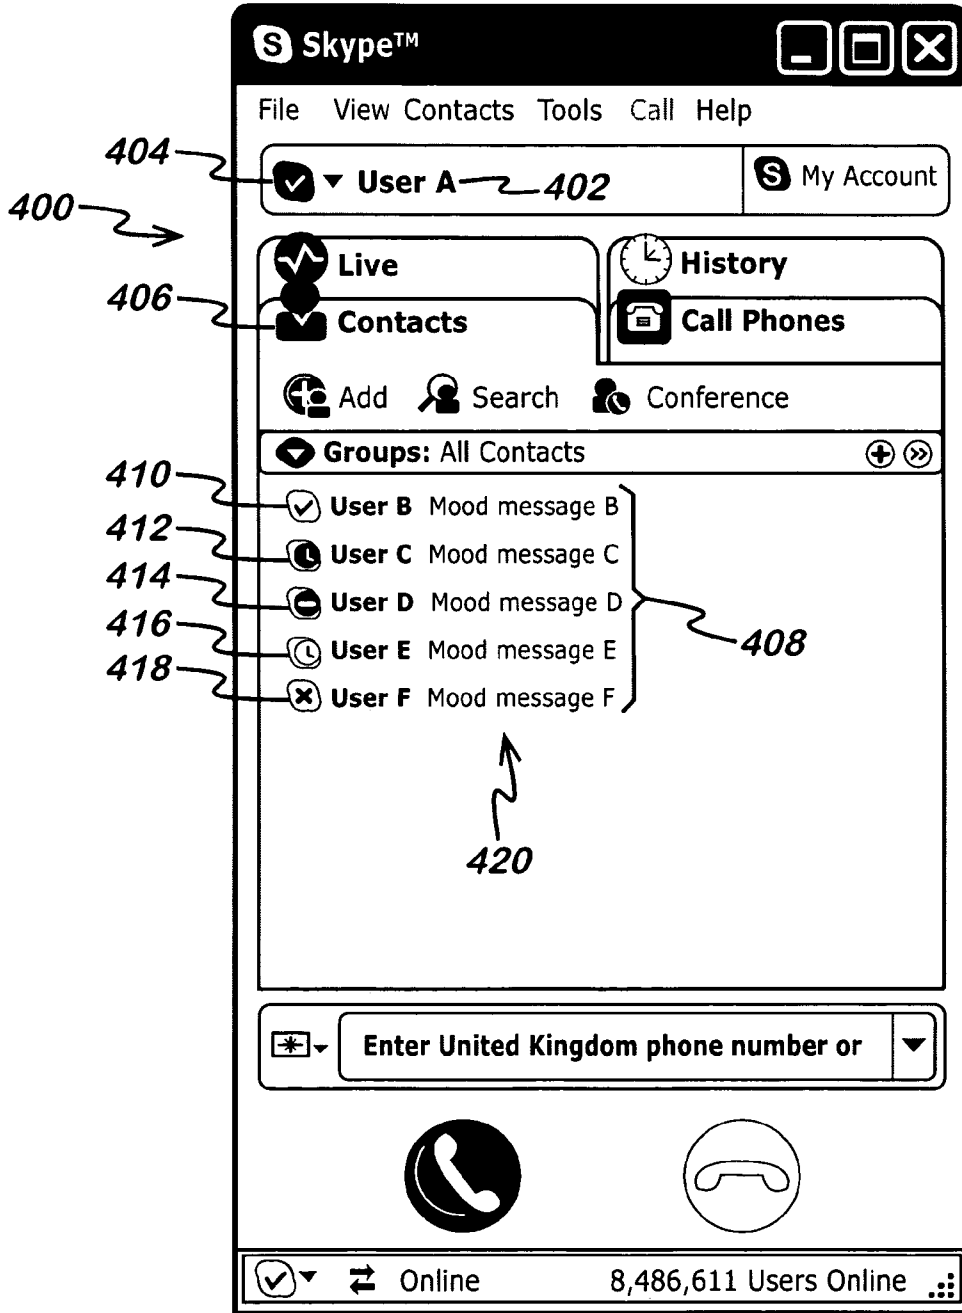 S Skype™
File View Contacts Tools Call Help
404
User A 402
S My Account
400
Live
History
406
Contacts
Call Phones
Add Search Conference
Groups: All Contacts
410
User B Mood message B
412
User C Mood message C
414
User D Mood message D
416
User E Mood message E
408
418
User F Mood message F
420
Enter United Kingdom phone number or
Online 8,486,611 Users Online